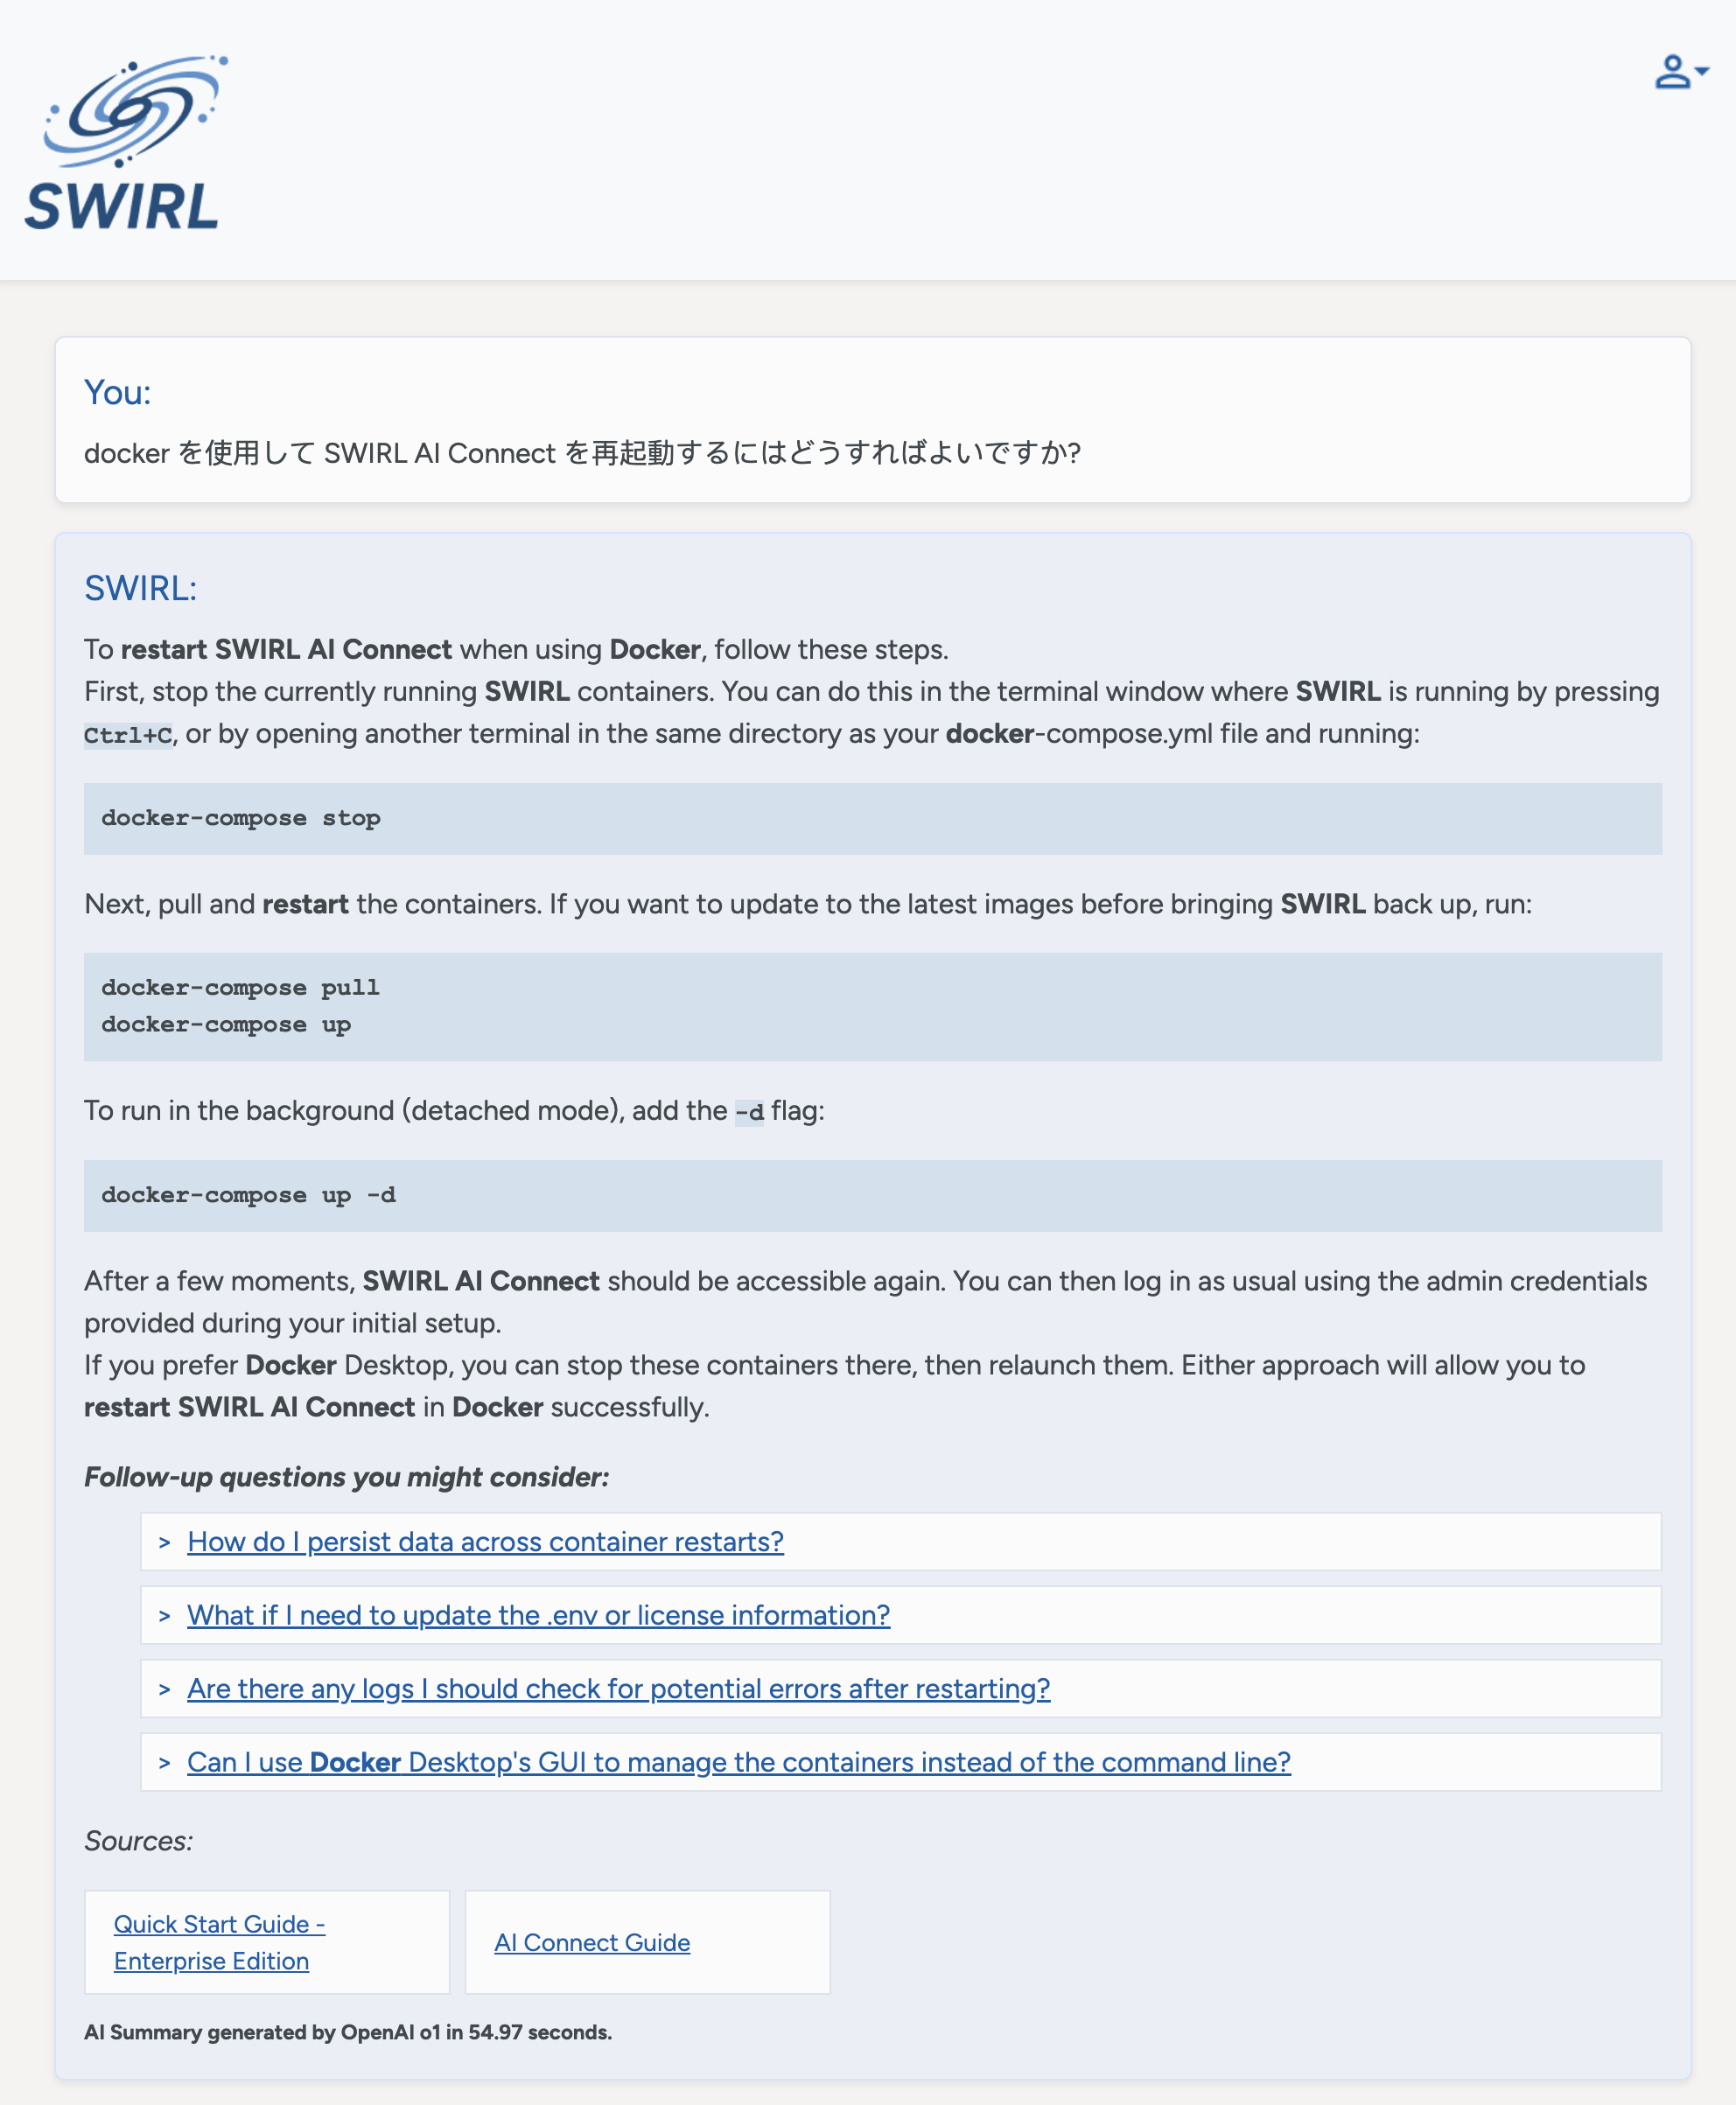 SWIRL
You:
docker を使用して SWIRL AI Connect を再起動するにはどうすればよいですか?
SWIRL:
To restart SWIRL AI Connect when using Docker, follow these steps.
First, stop the currently running SWIRL containers. You can do this in the terminal window where SWIRL is running by pressing
Ctrl+C, or by opening another terminal in the same directory as your docker-compose.yml file and running:
docker-compose stop
Next, pull and restart the containers. If you want to update to the latest images before bringing SWIRL back up, run:
docker-compose pull
docker-compose up
To run in the background (detached mode), add the -d flag:
docker-compose up -d
After a few moments, SWIRL AI Connect should be accessible again. You can then log in as usual using the admin credentials
provided during your initial setup.
If you prefer Docker Desktop, you can stop these containers there, then relaunch them. Either approach will allow you to
restart SWIRL AI Connect in Docker successfully.
Follow-up questions you might consider:
> How do I persist data across container restarts?
> What if I need to update the .env or license information?
> Are there any logs I should check for potential errors after restarting?
> Can I use Docker Desktop's GUI to manage the containers instead of the command line?
Sources:
Quick Start Guide -
Enterprise Edition
AI Connect Guide
AI Summary generated by OpenAI o1 in 54.97 seconds.